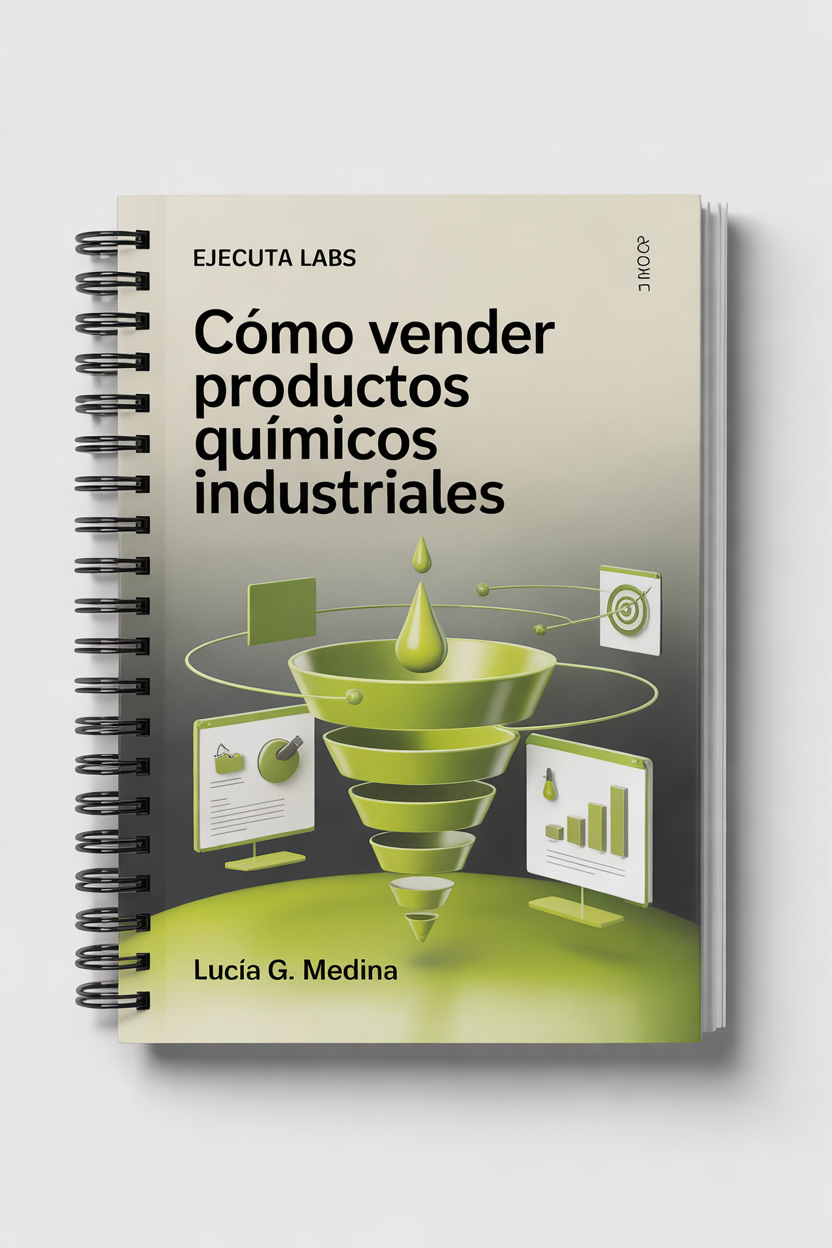 EJECUTA LABS
Cómo vender
productos
químicos
industriales
Lucía G. Medina